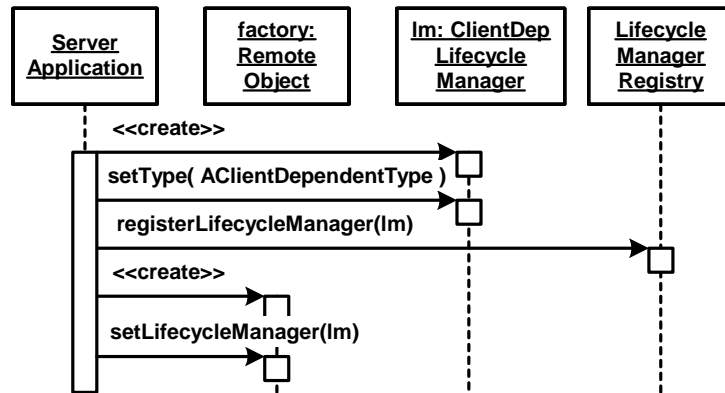 Server
Application
factory:
Remote
Object
lm: ClientDep
Lifecycle
Manager
Lifecycle
Manager
Registry
<<create>>
setType( AClientDependentType )
registerLifecycleManager(lm)
<<create>>
setLifecycleManager(lm)